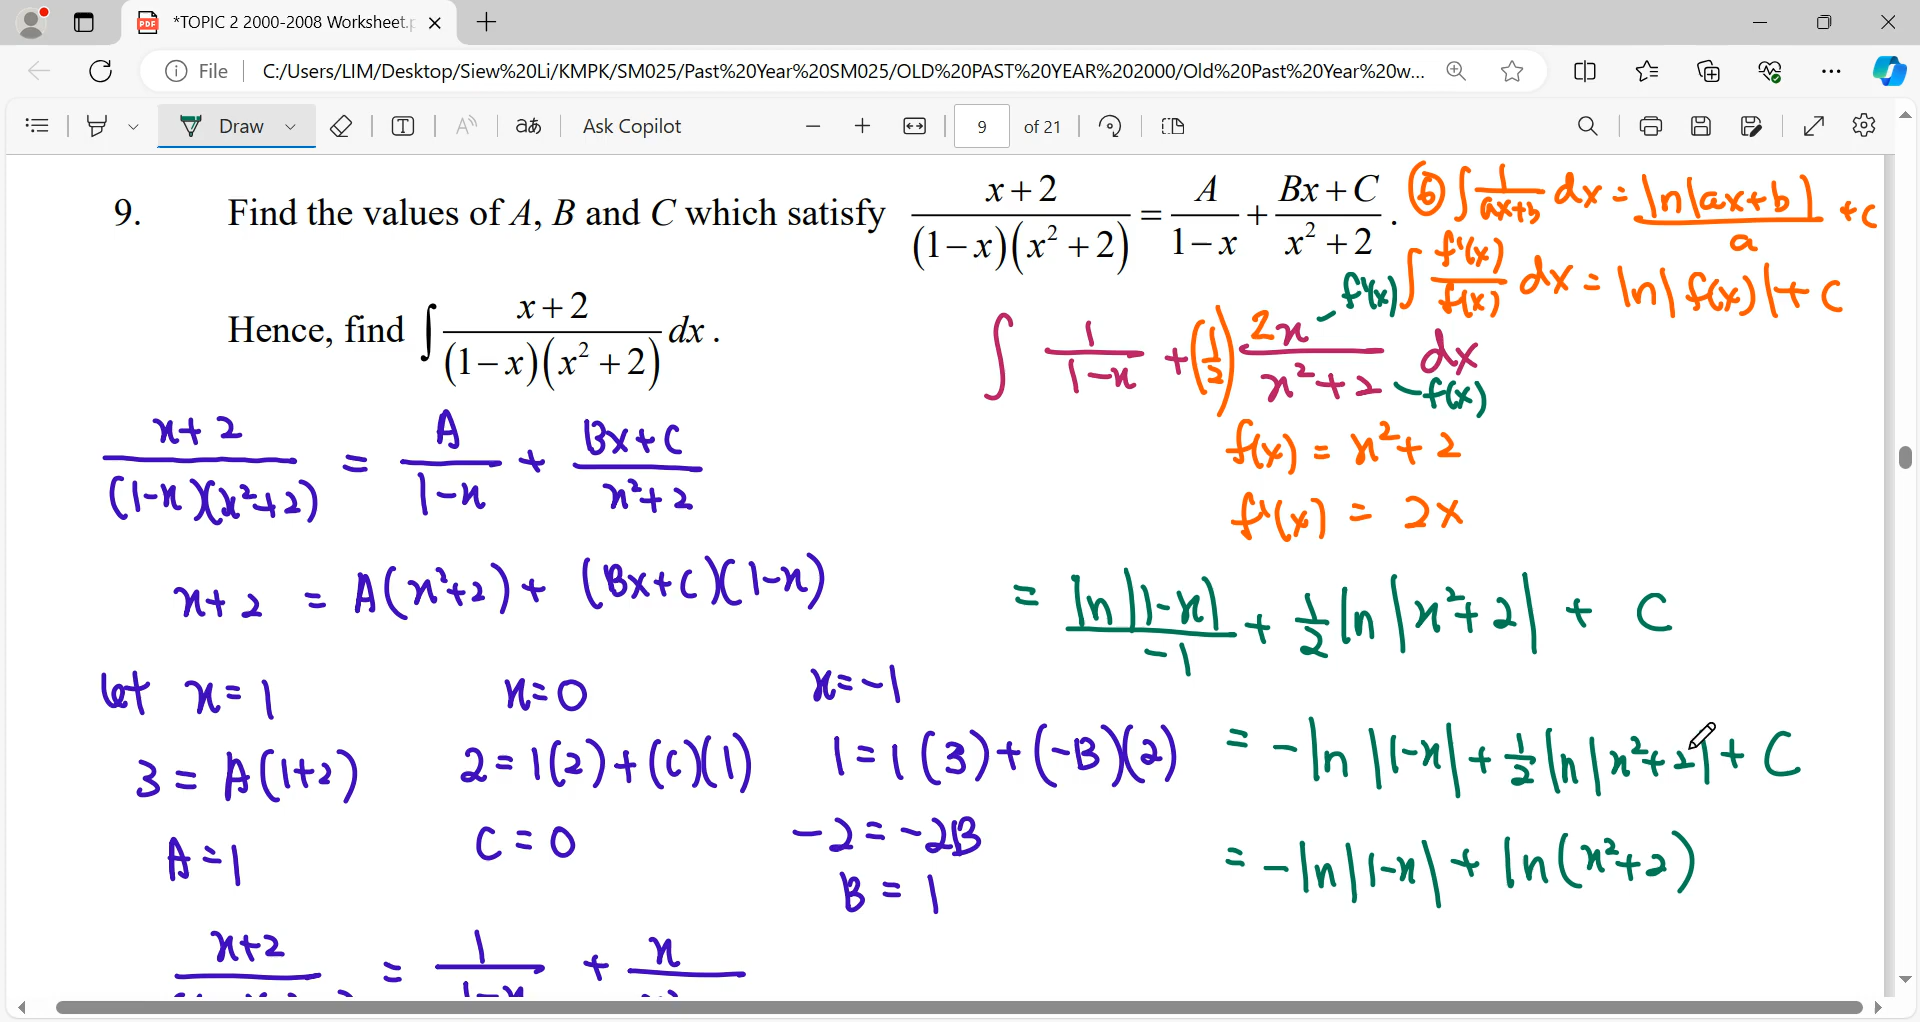 *TOPIC 2 2000-2008 Worksheet.p
File C:/Users/LIM/Desktop/Siew%20Li/KMPK/SM025/Past%20Year%20SM025/OLD%20PAST%20YEAR%202000/Old%20Past%20Year%20w...
Draw T aあ Ask Copilot 9 of 21
9. Find the values of A, B and C which satisfy (x+2)/((1−x)(x²+2)) = A/(1−x) + (Bx+C)/(x²+2).
Hence, find ∫ (x+2)/((1−x)(x²+2)) dx.
(x+2)/((1-x)(x²+2)) = A/(1-x) + (Bx+C)/(x²+2)
x+2 = A(x²+2) + (Bx+C)(1-x)
let x=1
3 = A(1+2)
A=1
x=0
2=1(2)+(C)(1)
C=0
x=-1
1=1(3)+(-B)(2)
-2=-2B
B=1
x+2 = 1/(1-x) + x
⑥ ∫ 1/(ax+b) dx = ln|ax+b|/a + C
∫ f'(x)/f(x) dx = ln|f(x)| + C
∫ 1/(1-x) + (1/2) 2x/(x²+2) dx
f'(x)
f(x)
f(x) = x²+2
f'(x) = 2x
= ln|1-x|/-1 + 1/2 ln|x²+2| + C
= -ln|1-x| + 1/2 ln|x²+2| + C
= -ln|1-x| + ln(x²+2)